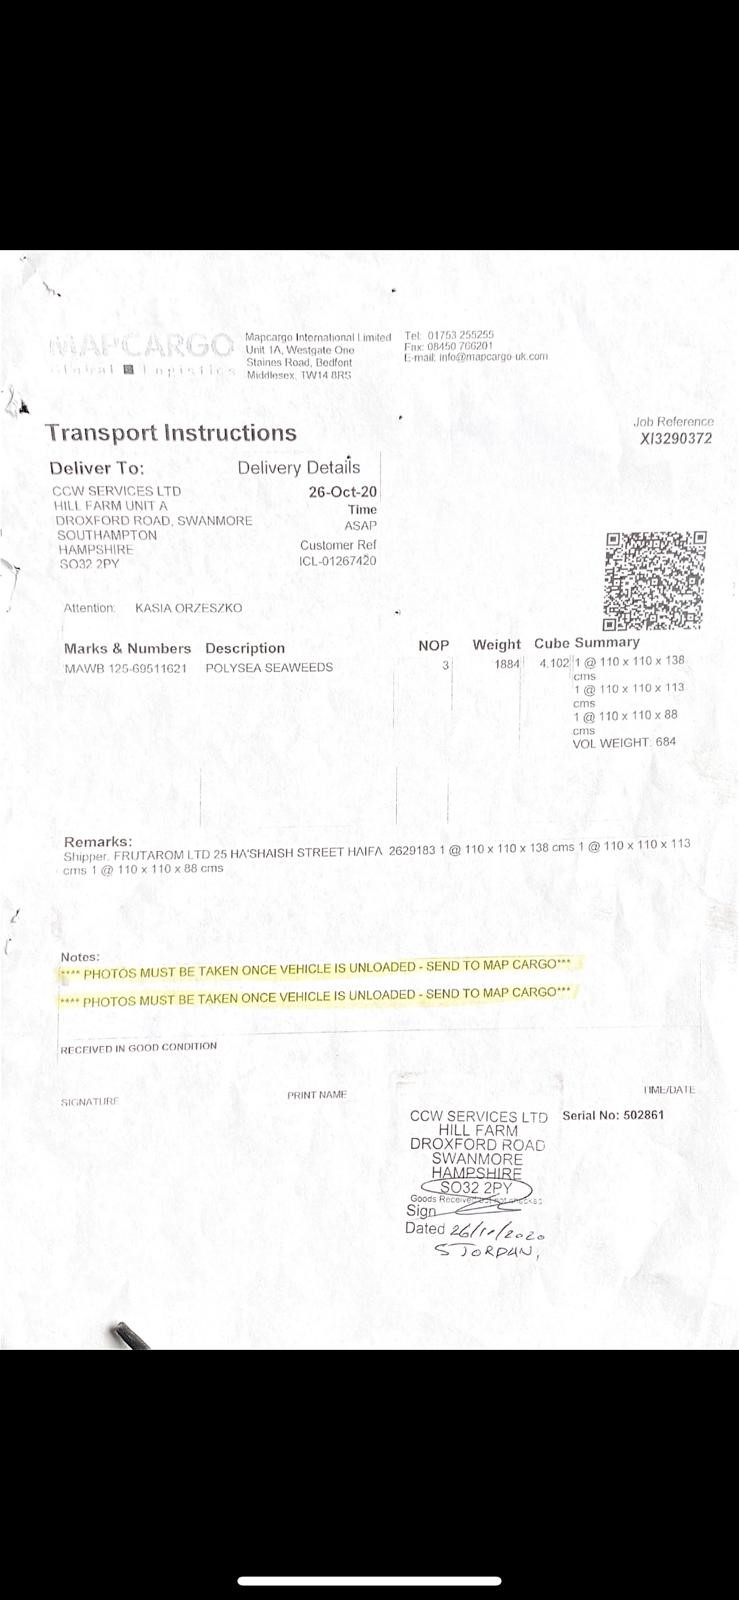 MAPCARGO
Global Logistics
Mapcargo International Limited
Unit 1A, Westgate One
Staines Road, Bedfont
Middlesex, TW14 8RS
Tel: 01753 255255
Fax: 08450 766201
E-mail: info@mapcargo-uk.com
Job Reference
XI3290372
Transport Instructions
Deliver To:
CCW SERVICES LTD
HILL FARM UNIT A
DROXFORD ROAD, SWANMORE
SOUTHAMPTON
HAMPSHIRE
SO32 2PY
Delivery Details
26-Oct-20
Time
ASAP
Customer Ref
ICL-01267420
Attention: KASIA ORZESZKO
Marks & Numbers Description NOP Weight Cube Summary
MAWB 125-69511621 POLYSEA SEAWEEDS 3 1884 4.102 1 @ 110 x 110 x 138
cms
1 @ 110 x 110 x 113
cms
1 @ 110 x 110 x 88
cms
VOL WEIGHT: 684
Remarks:
Shipper. FRUTAROM LTD 25 HA'SHAISH STREET HAIFA 2629183 1 @ 110 x 110 x 138 cms 1 @ 110 x 110 x 113
cms 1 @ 110 x 110 x 88 cms
Notes:
**** PHOTOS MUST BE TAKEN ONCE VEHICLE IS UNLOADED - SEND TO MAP CARGO***
**** PHOTOS MUST BE TAKEN ONCE VEHICLE IS UNLOADED - SEND TO MAP CARGO***
RECEIVED IN GOOD CONDITION
SIGNATURE
PRINT NAME
TIME/DATE
CCW SERVICES LTD
HILL FARM
DROXFORD ROAD
SWANMORE
HAMPSHIRE
SO32 2PY
Goods Received but not checked
Sign
Dated 26/10/2020
S JORDAN,
Serial No: 502861